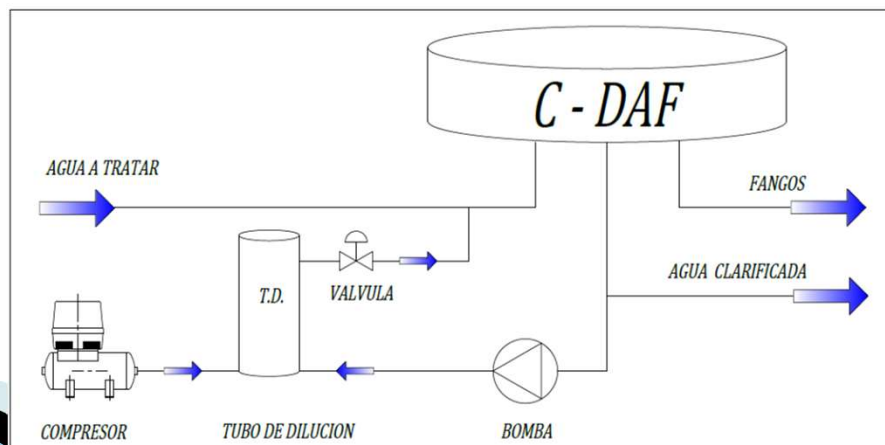 C - DAF
AGUA A TRATAR
FANGOS
AGUA CLARIFICADA
T.D.
VALVULA
COMPRESOR
TUBO DE DILUCION
BOMBA